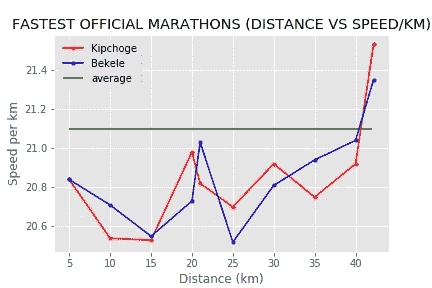 FASTEST OFFICIAL MARATHONS (DISTANCE VS SPEED/KM)
Kipchoge
Bekele
average
21.4
21.2
21.0
20.8
20.6
Speed per km
5 10 15 20 25 30 35 40
Distance (km)